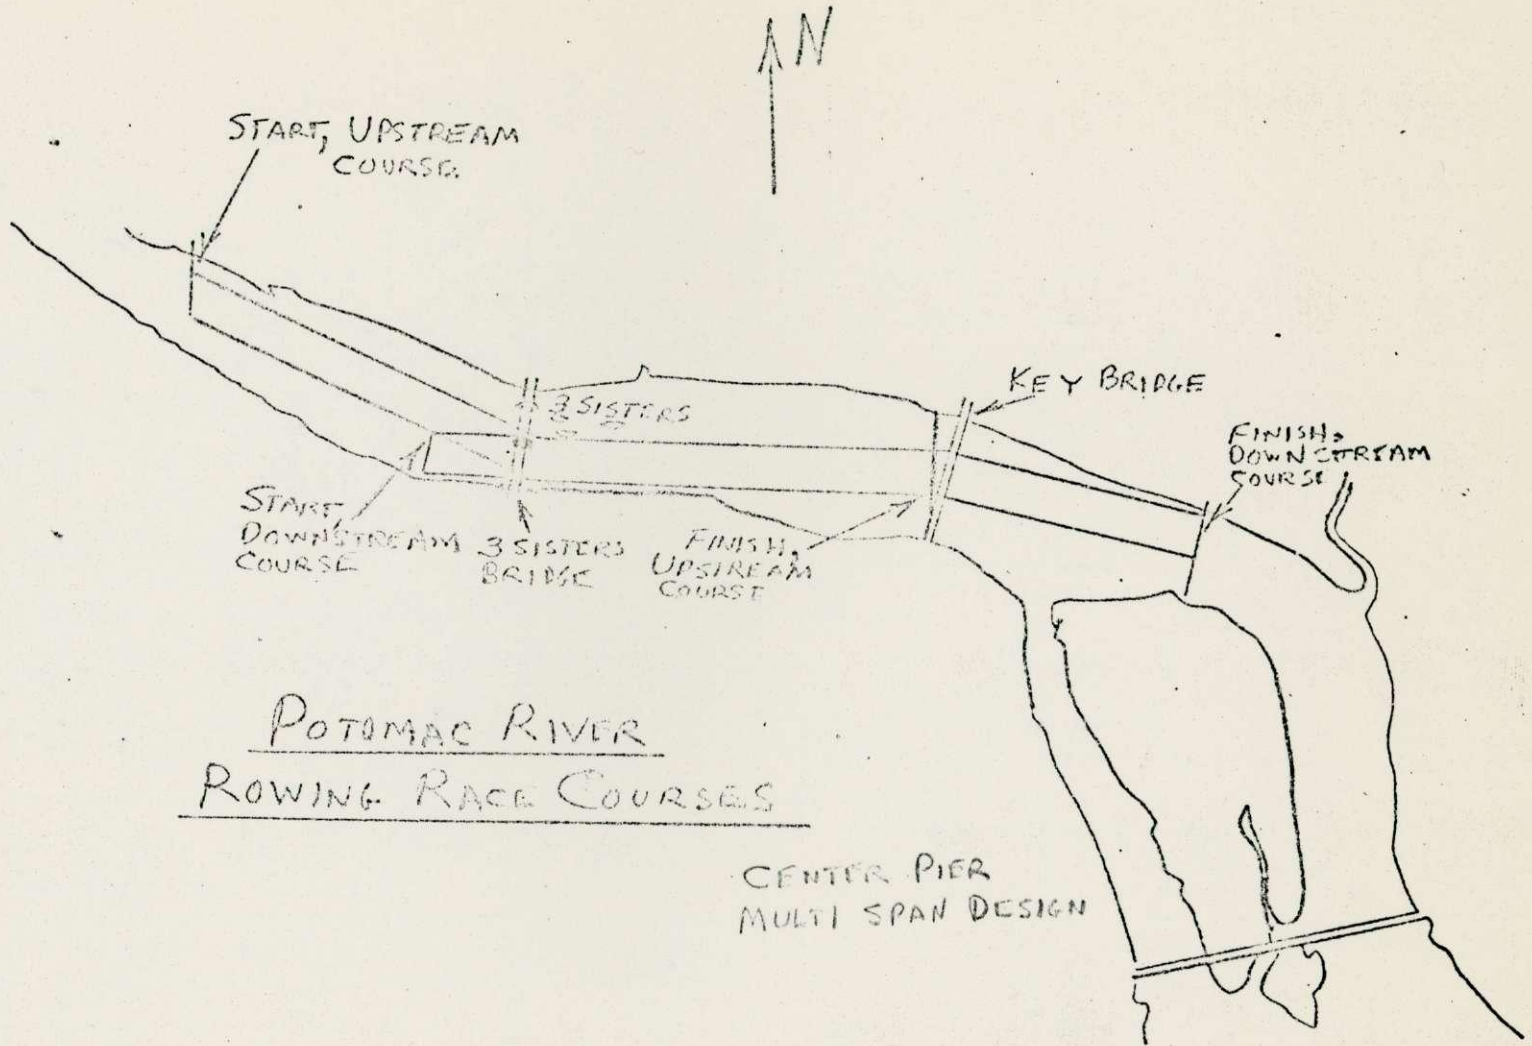 N
START, UPSTREAM
COURSE.
KEY BRIDGE
3 SISTERS
FINISH,
DOWNSTREAM
COURSE
START,
DOWNSTREAM
COURSE
3 SISTERS
BRIDGE
FINISH,
UPSTREAM
COURSE
POTOMAC RIVER
ROWING RACE COURSES
CENTER PIER
MULTI SPAN DESIGN